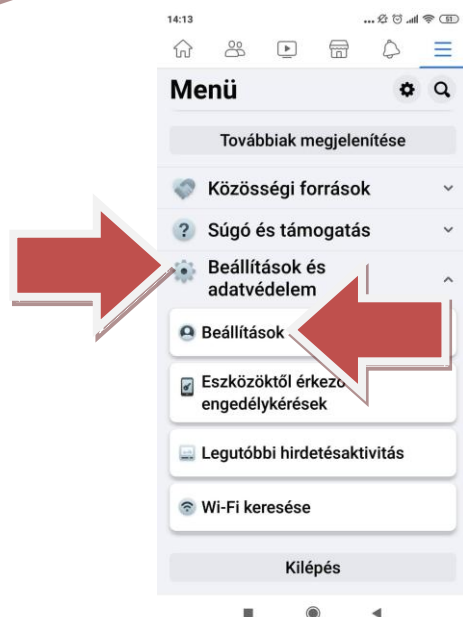 14:13
51
Menü
Továbbiak megjelenítése
Közösségi források
Súgó és támogatás
Beállítások és
adatvédelem
Beállítások
Eszközöktől érkező
engedélykérések
Legutóbbi hirdetésaktivitás
Wi-Fi keresése
Kilépés